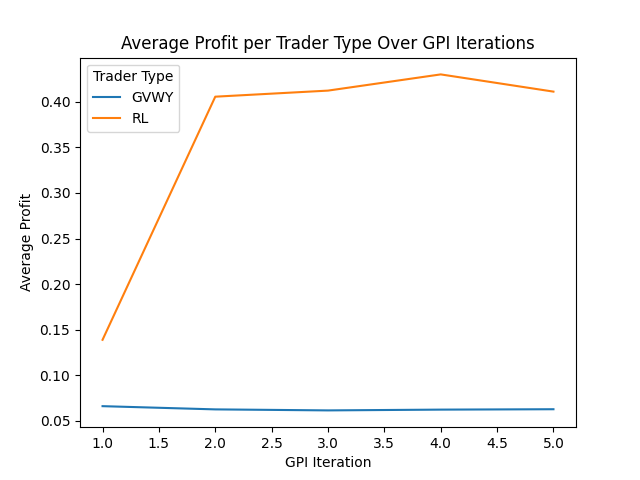 Average Profit per Trader Type Over GPI Iterations
Trader Type
GVWY
RL
Average Profit
0.40
0.35
0.30
0.25
0.20
0.15
0.10
0.05
1.0 1.5 2.0 2.5 3.0 3.5 4.0 4.5 5.0
GPI Iteration